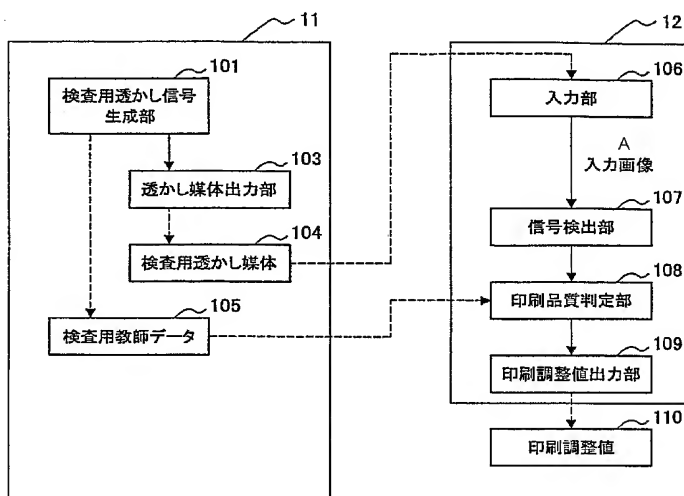 11
101
検査用透かし信号
生成部
103
透かし媒体出力部
104
検査用透かし媒体
105
検査用教師データ
12
106
入力部
A
入力画像
107
信号検出部
108
印刷品質判定部
109
印刷調整値出力部
110
印刷調整値